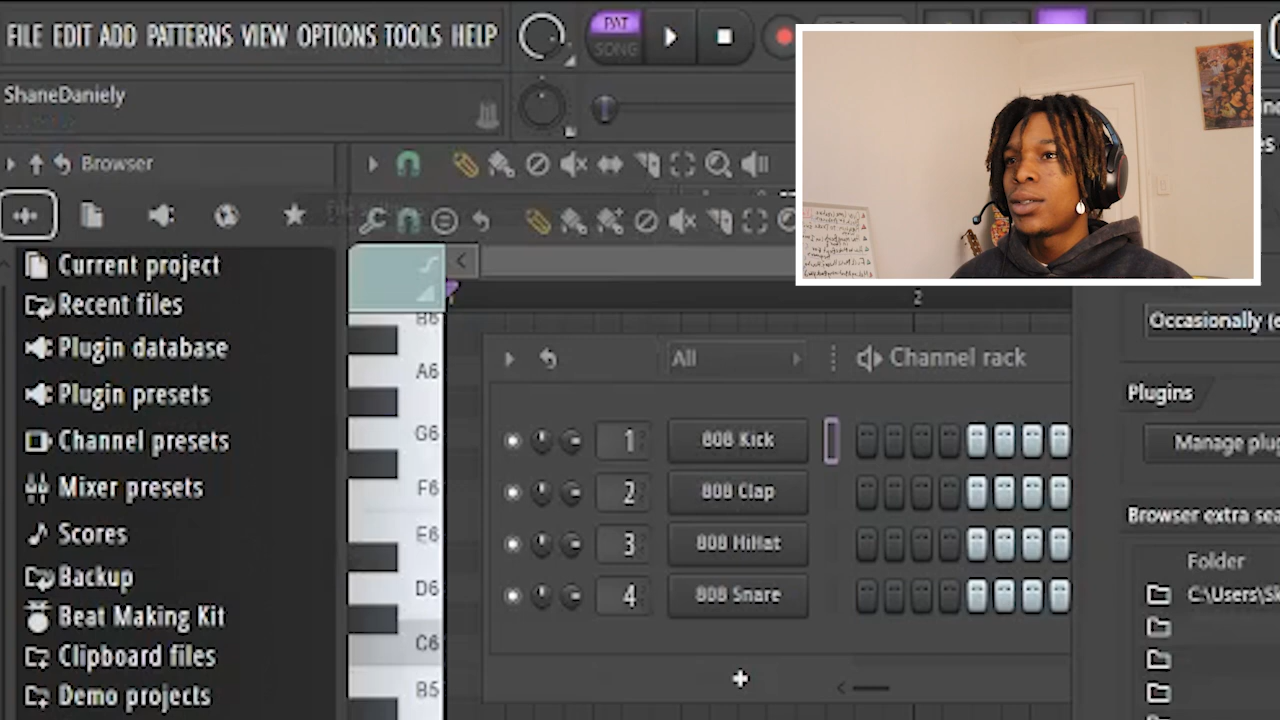 FILE EDIT ADD PATTERNS VIEW OPTIONS TOOLS HELP
PAT
SONG
ShaneDaniely
Browser
Current project
Recent files
Plugin database
Plugin presets
Channel presets
Mixer presets
Scores
Backup
Beat Making Kit
Clipboard files
Demo projects
2
B6
A6
G6
F6
E6
D6
C6
B5
All
Channel rack
1 808 Kick
2 808 Clap
3 808 HiHat
4 808 Snare
Occasionally (
Plugins
Manage plug
Browser extra sea
Folder
C:\Users\Sk